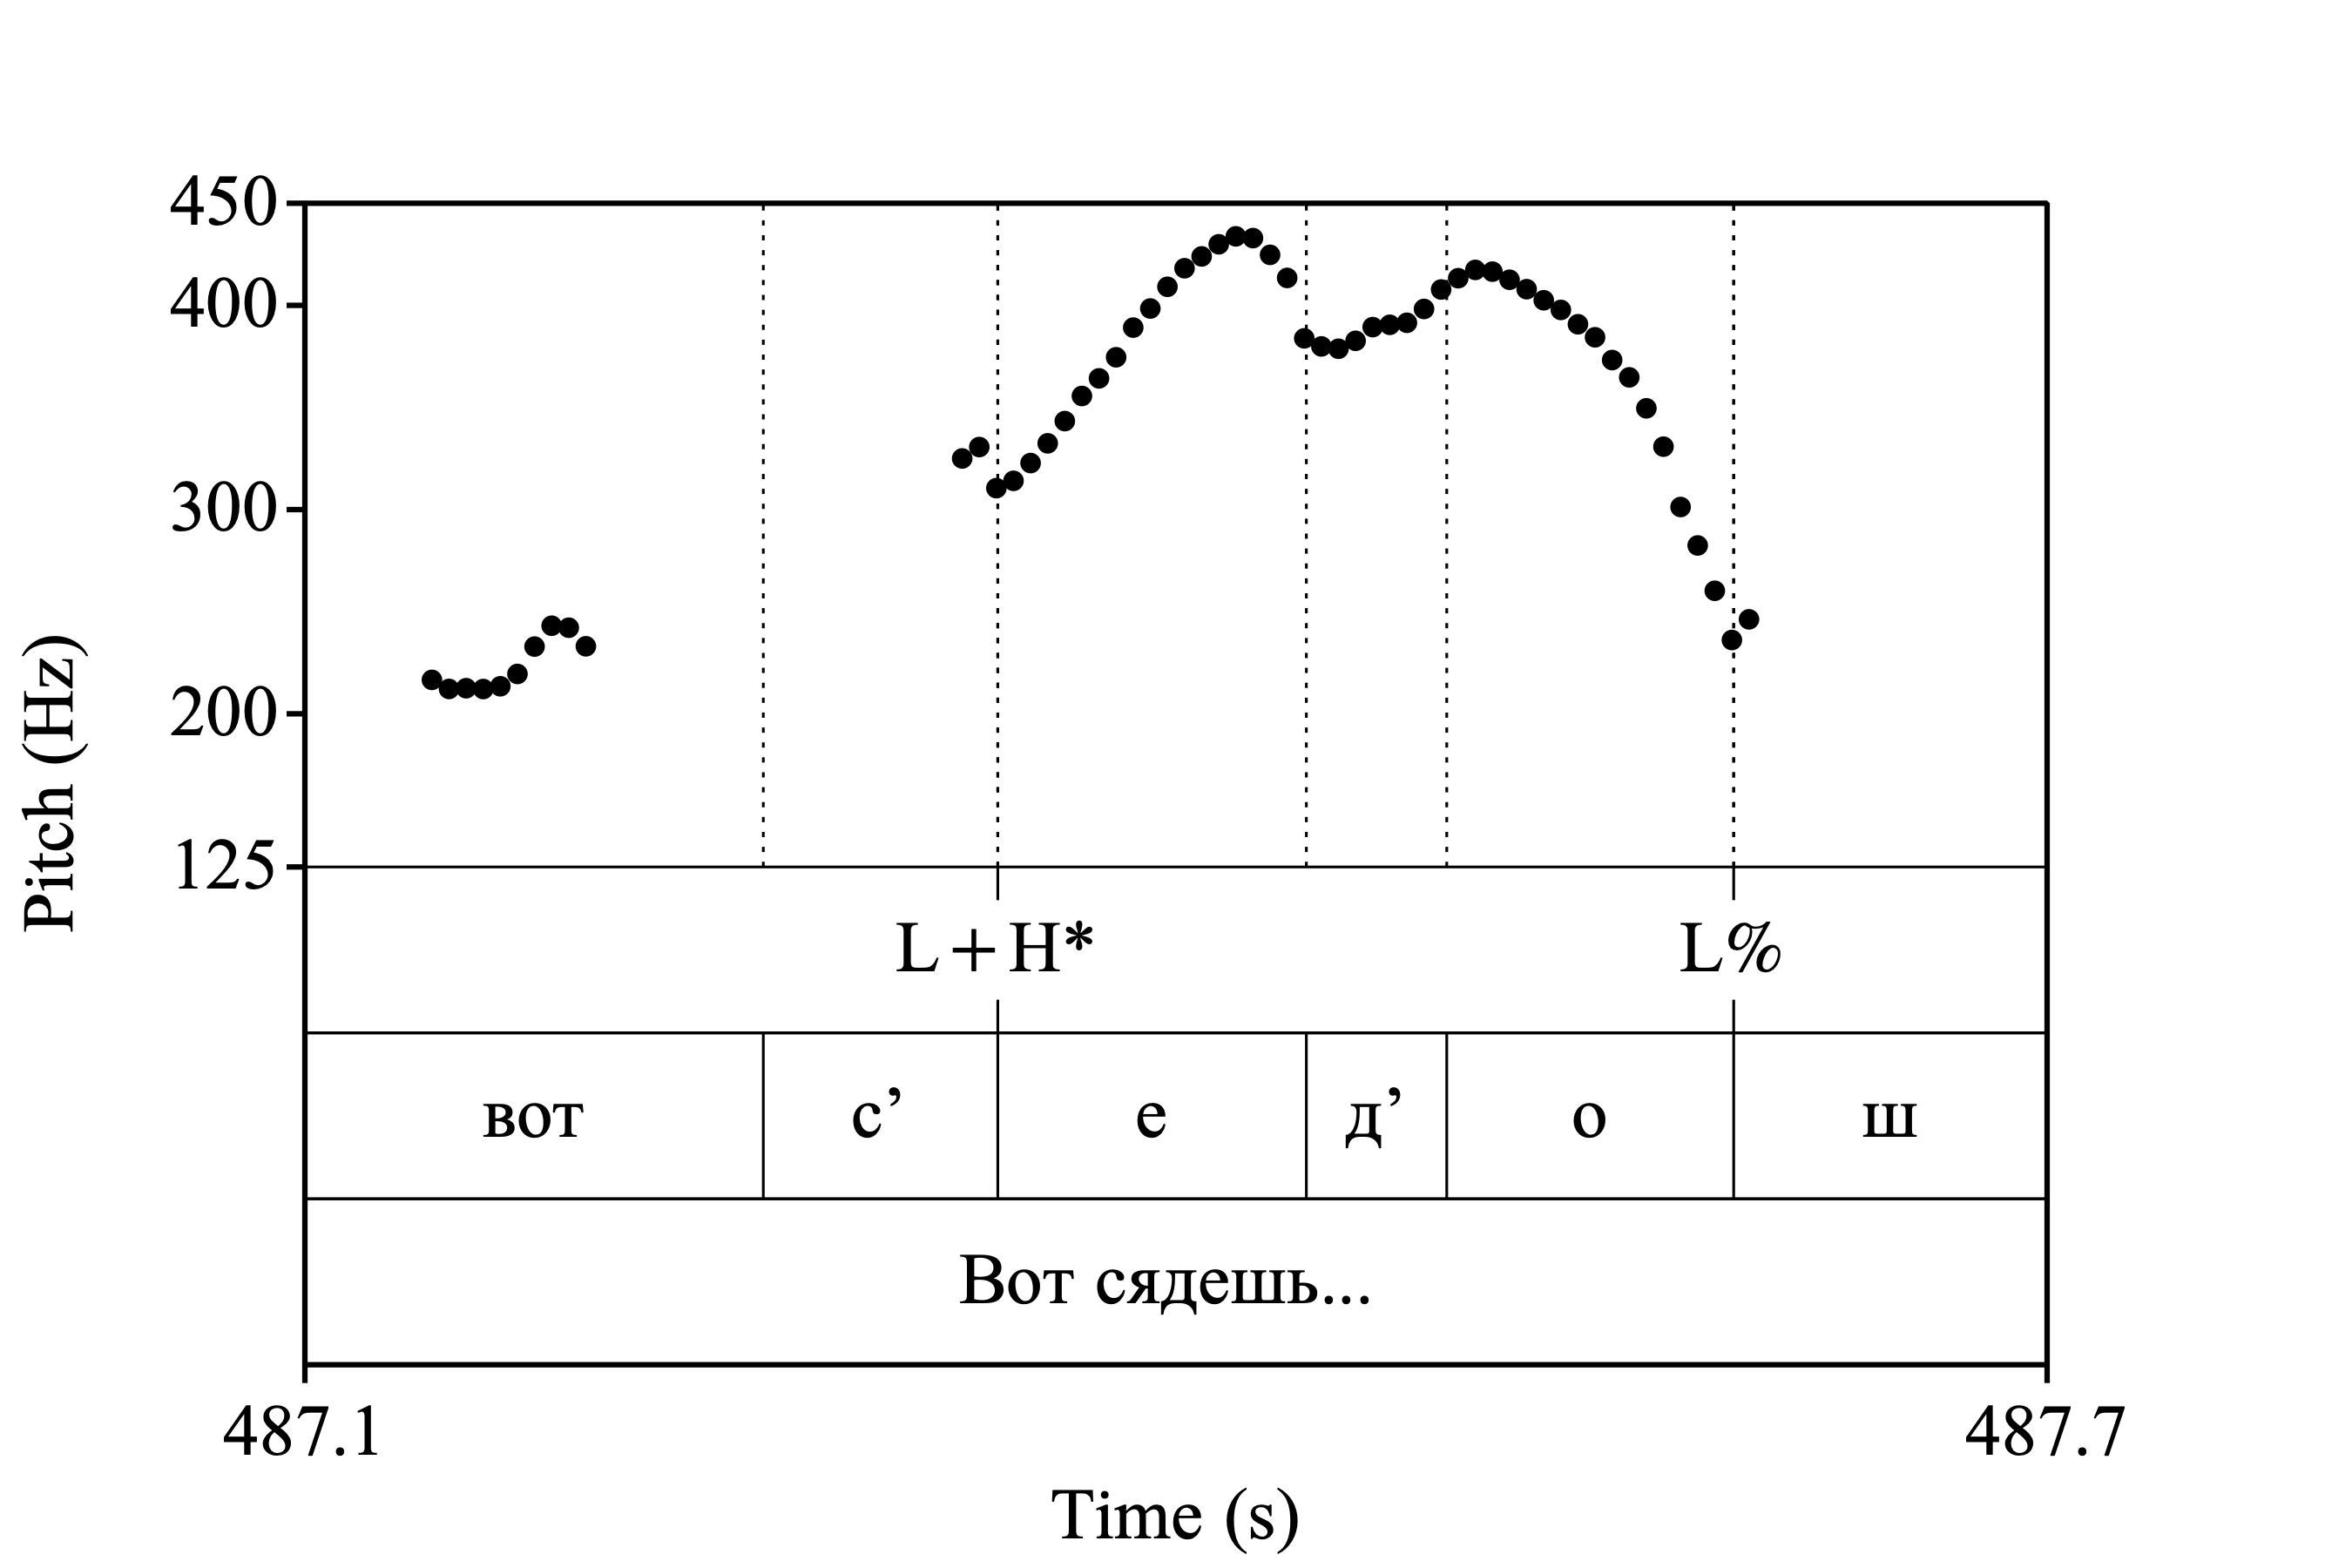 450
400
300
200
125
Pitch (Hz)
L + H* L%
вот с’ е д’ о ш
Вот сядешь...
487.1 487.7
Time (s)